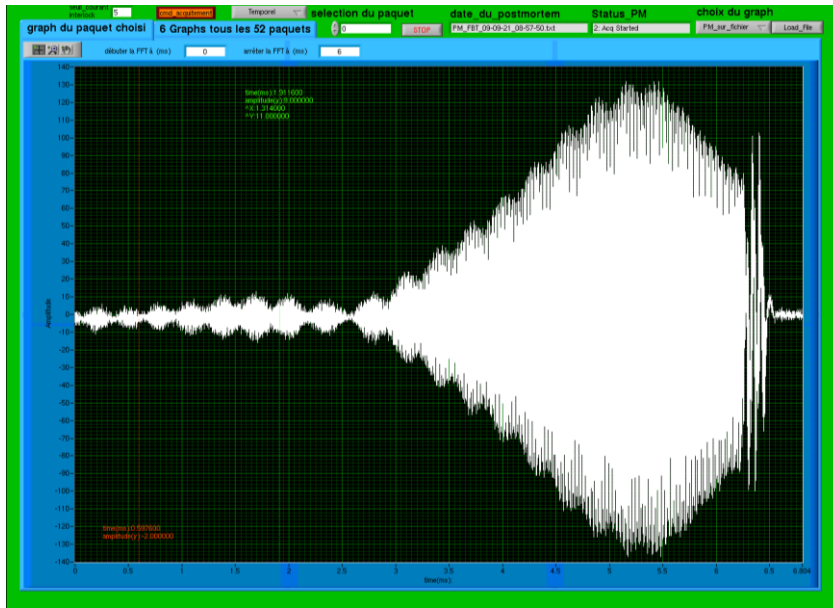 seuil_courant
interlock 5 cmd_acquitement Temporel selection du paquet date_du_postmortem Status_PM choix du graph
graph du paquet choisi 6 Graphs tous les 52 paquets 0 STOP PM_FBT_09-09-21_08-57-50.txt 2: Acq Started PM_sur_fichier Load_File
débuter la FFT à (ms) 0 arrêter la FFT à (ms) 6
140
130
120
110
100
90
80
70
60
50
40
30
20
10
0
-10
-20
-30
-40
-50
-60
-70
-80
-90
-100
-110
-120
-130
-140
Amplitude
time(ms):1.911600
amplitude(y):9.000000
^X:1.314000
^Y:11.000000
time(ms):0.597600
amplitude(y):-2.000000
0 0.5 1 1.5 2 2.5 3 3.5 4 4.5 5 5.5 6 6.5 6.804
time(ms)